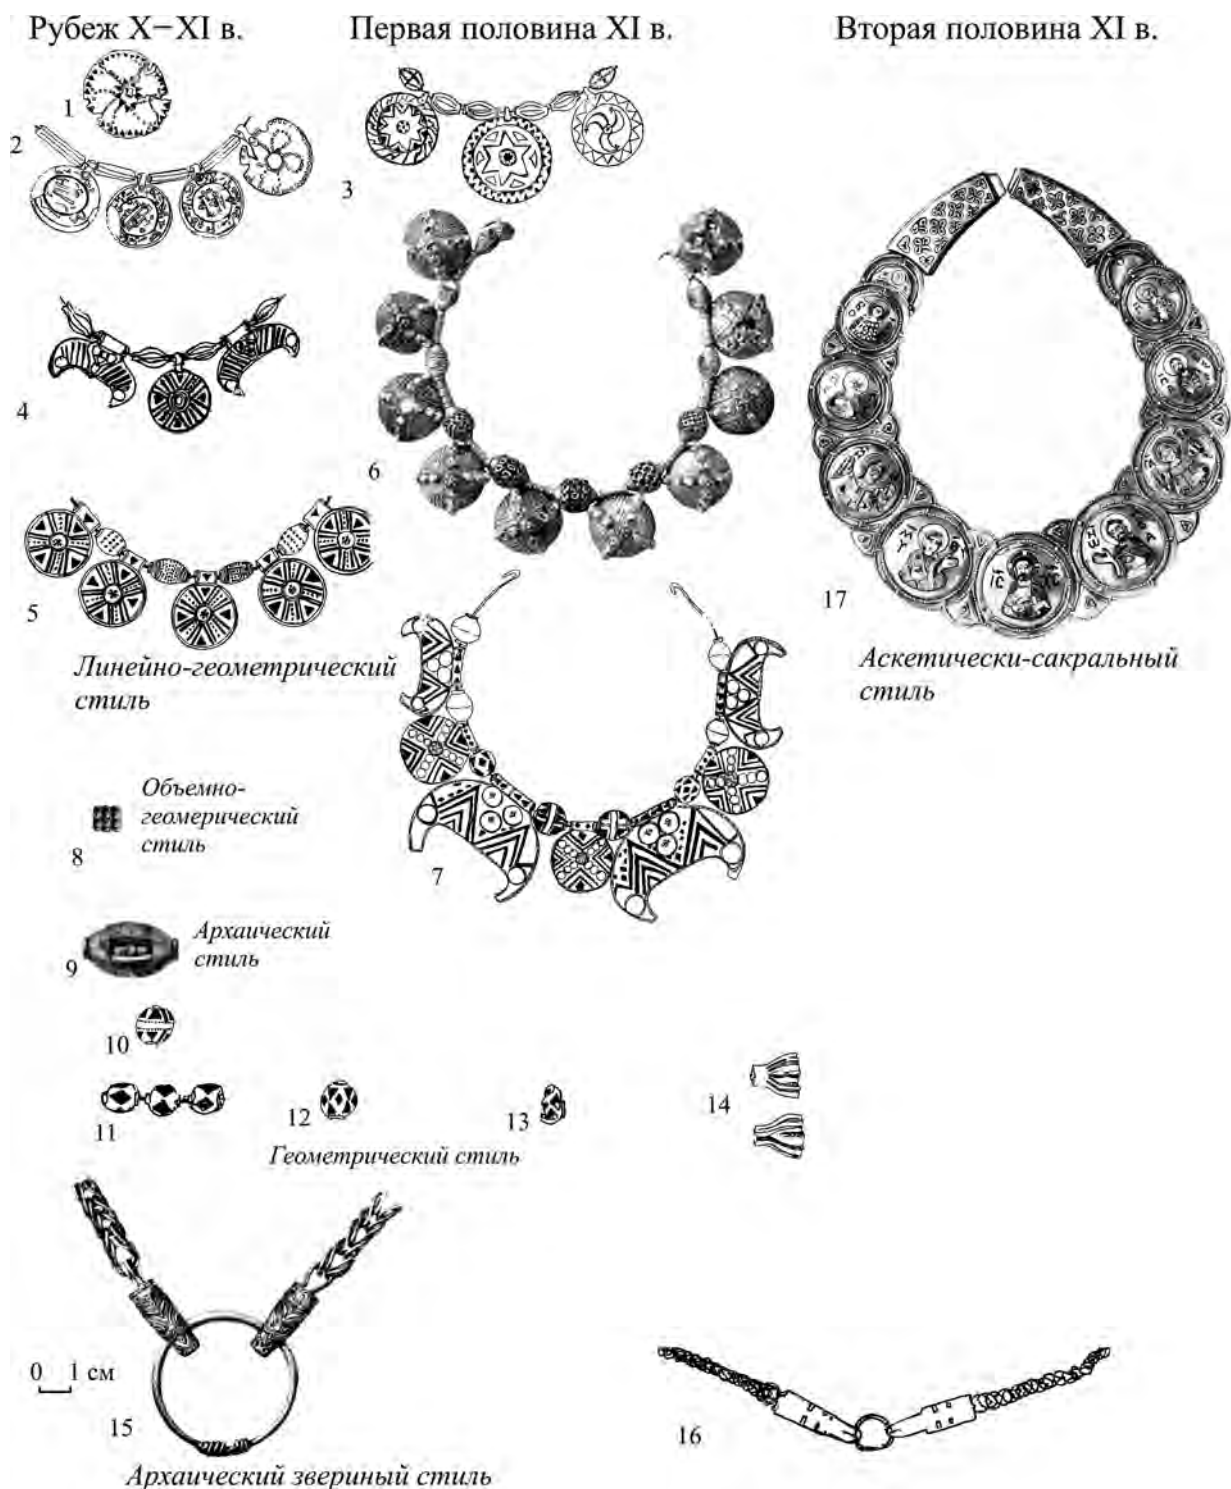 Рубеж X–XI в.
Первая половина XI в.
Вторая половина XI в.
1
2
3
4
5
6
17
Линейно-геометрический
стиль
Аскетически-сакральный
стиль
7
8
Объемно-
геомерический
стиль
9
Архаический
стиль
10
11
12
13
14
Геометрический стиль
0 1 см
15
16
Архаический звериный стиль